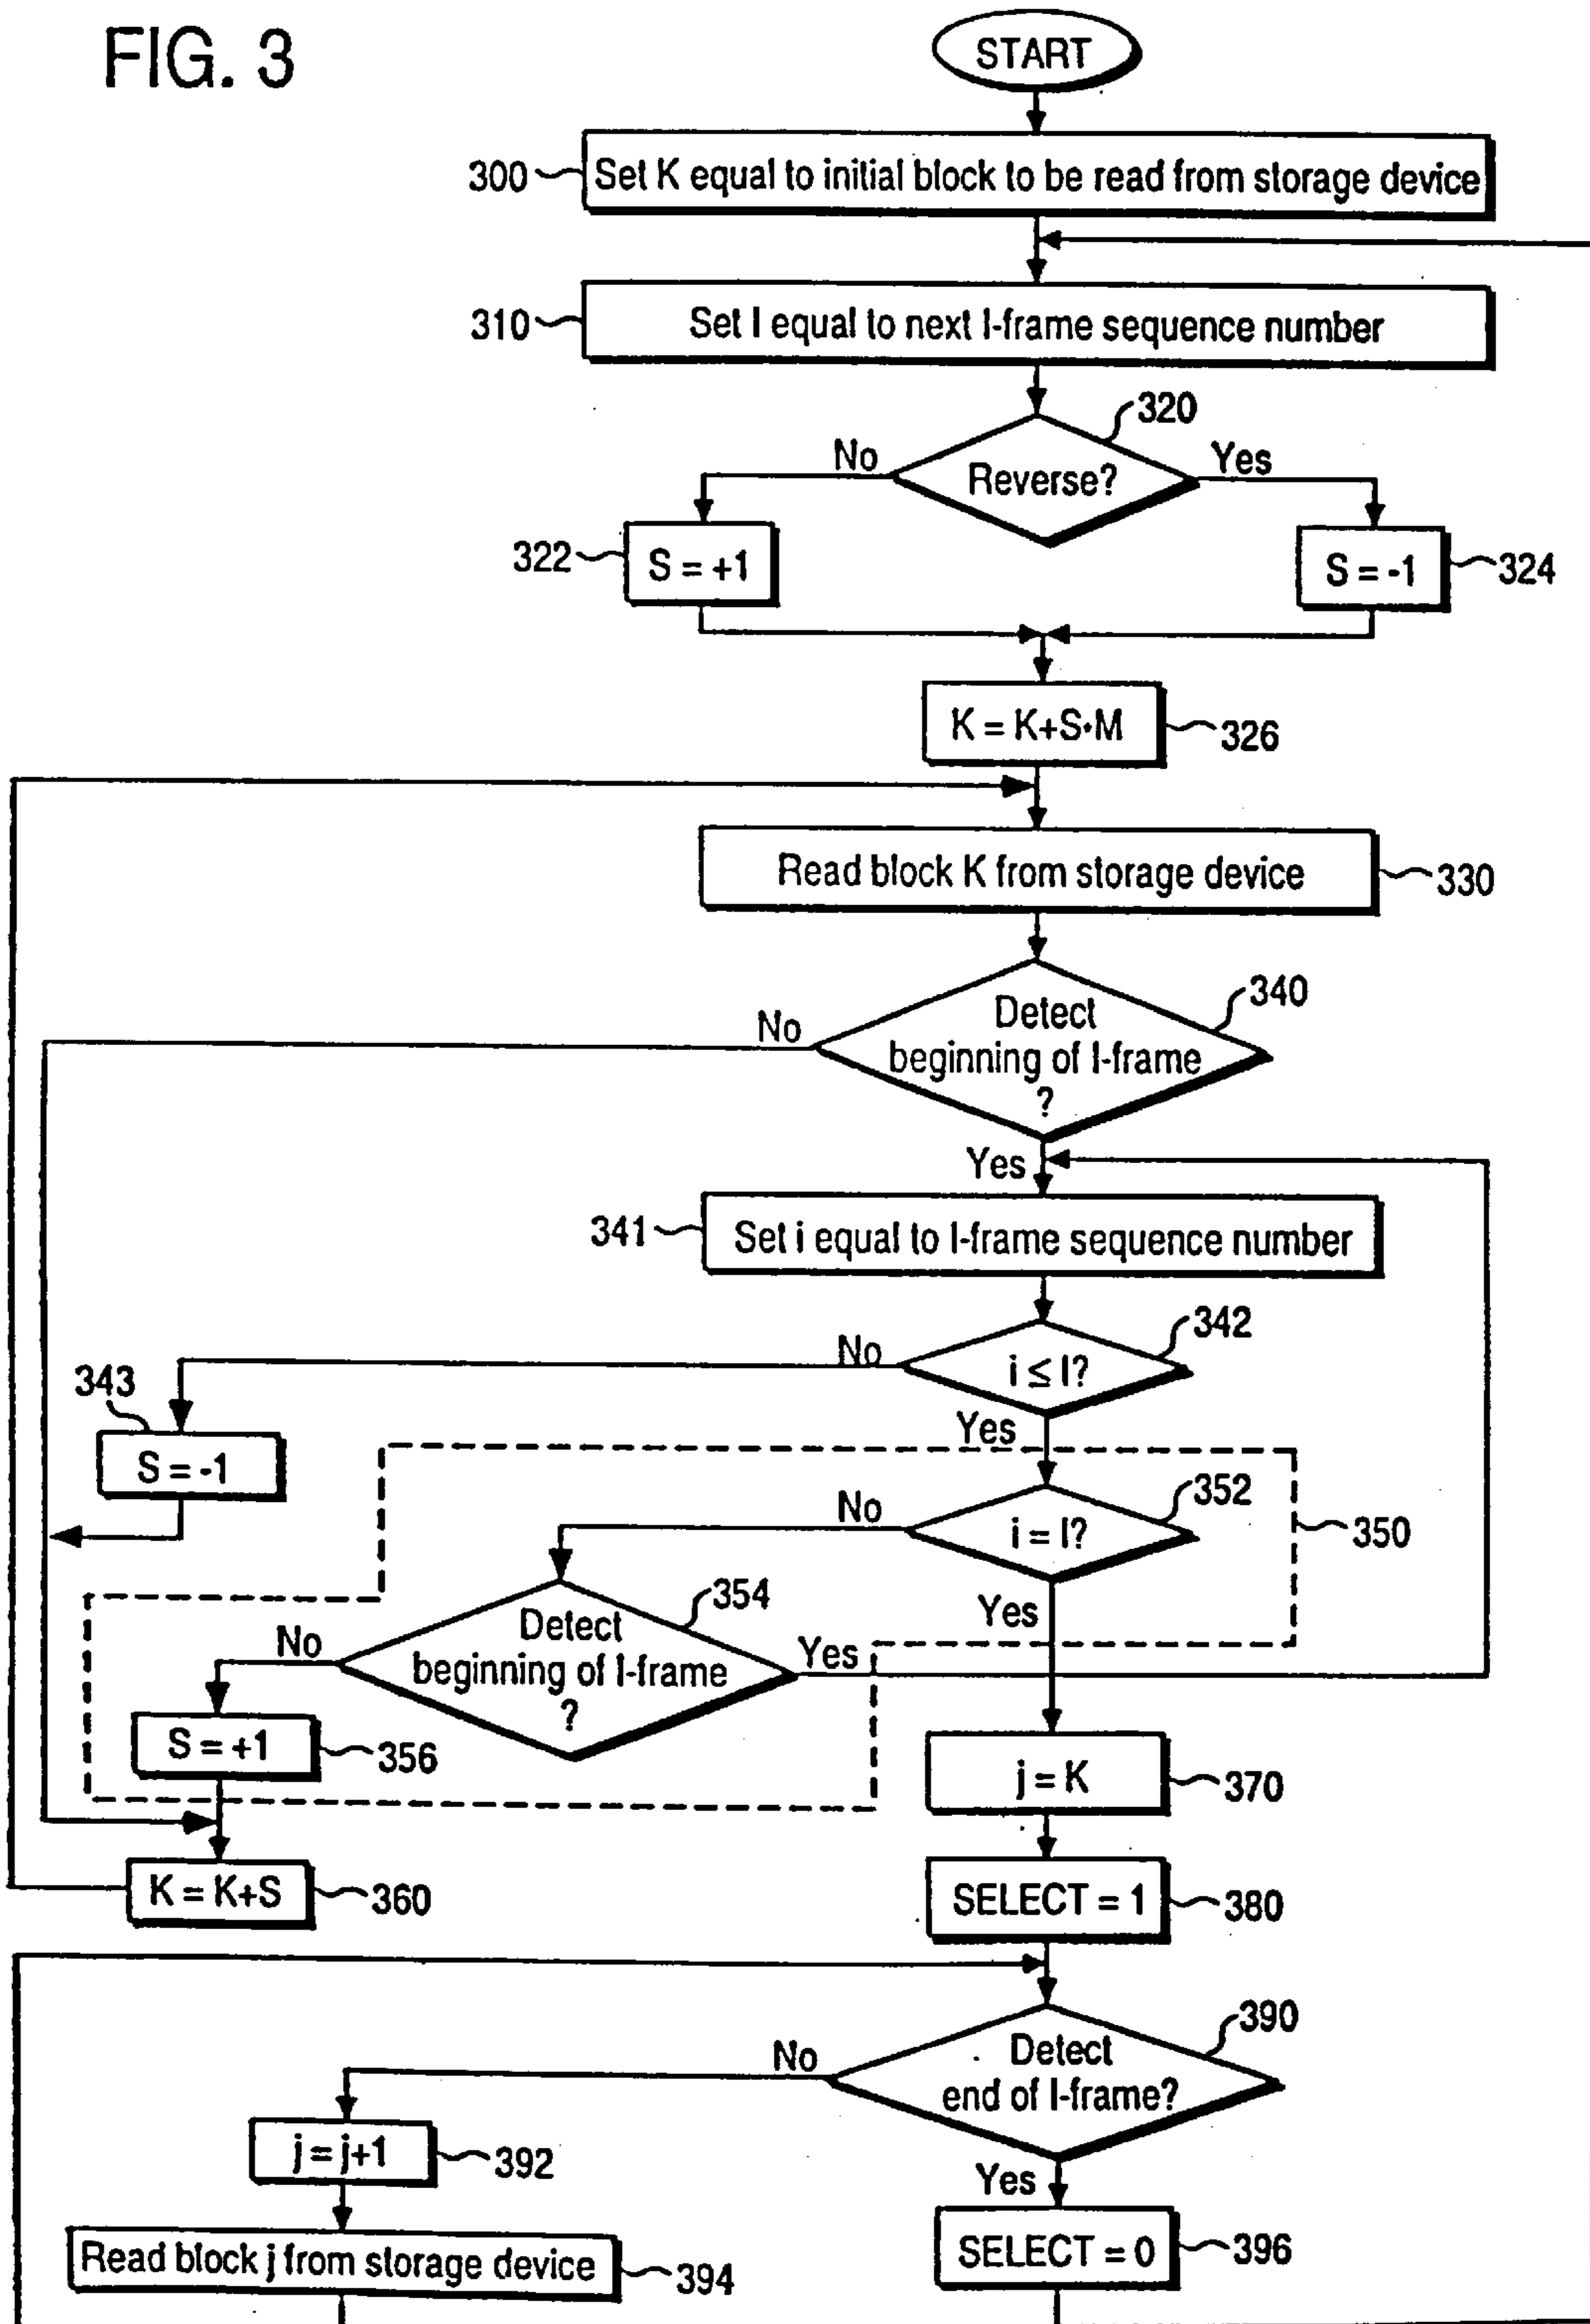 FIG. 3
START
300
Set K equal to initial block to be read from storage device
310
Set I equal to next I-frame sequence number
320
Reverse?
No
Yes
322
S = +1
S = -1
324
K = K+S•M
326
Read block K from storage device
330
340
Detect
beginning of I-frame
?
No
Yes
341
Set i equal to I-frame sequence number
342
i ≤ I?
No
Yes
343
S = -1
352
i = I?
No
Yes
350
354
Detect
beginning of I-frame
?
No
Yes
S = +1
356
j = K
370
K = K+S
360
SELECT = 1
380
390
Detect
end of I-frame?
No
Yes
j = j+1
392
Read block j from storage device
394
SELECT = 0
396